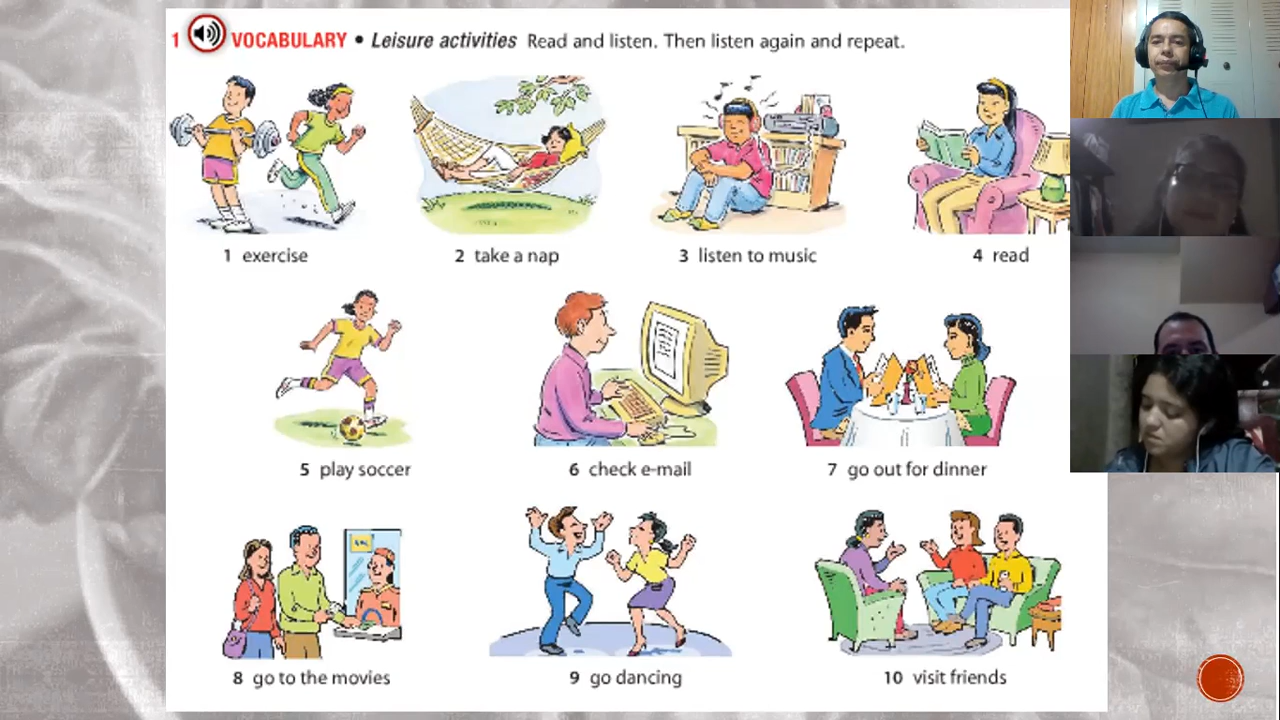 1 VOCABULARY • Leisure activities Read and listen. Then listen again and repeat.
1 exercise
2 take a nap
3 listen to music
4 read
5 play soccer
6 check e-mail
7 go out for dinner
8 go to the movies
9 go dancing
10 visit friends